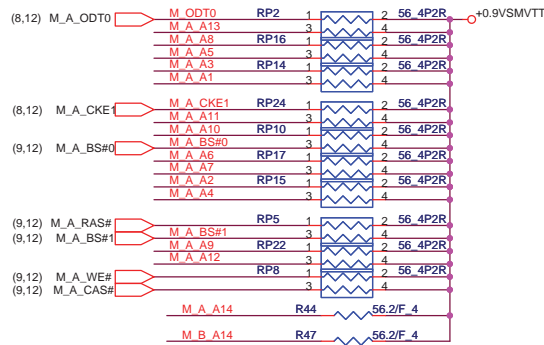 (8,12) M_A_ODT0 M_ODT0 RP2 1 2 56_4P2R +0.9VSMVTT
M_A_A13 3 4
M_A_A8 RP16 1 2 56_4P2R
M_A_A5 3 4
M_A_A3 RP14 1 2 56_4P2R
M_A_A1 3 4
(8,12) M_A_CKE1 M_A_CKE1 RP24 1 2 56_4P2R
M_A_A11 3 4
M_A_A10 RP10 1 2 56_4P2R
(9,12) M_A_BS#0 M_A_BS#0 3 4
M_A_A6 RP17 1 2 56_4P2R
M_A_A7 3 4
M_A_A2 RP15 1 2 56_4P2R
M_A_A4 3 4
(9,12) M_A_RAS# RP5 1 2 56_4P2R
(9,12) M_A_BS#1 M_A_BS#1 3 4
M_A_A9 RP22 1 2 56_4P2R
M_A_A12 3 4
(9,12) M_A_WE# RP8 1 2 56_4P2R
(9,12) M_A_CAS# 3 4
M_A_A14 R44 56.2/F_4
M_B_A14 R47 56.2/F_4